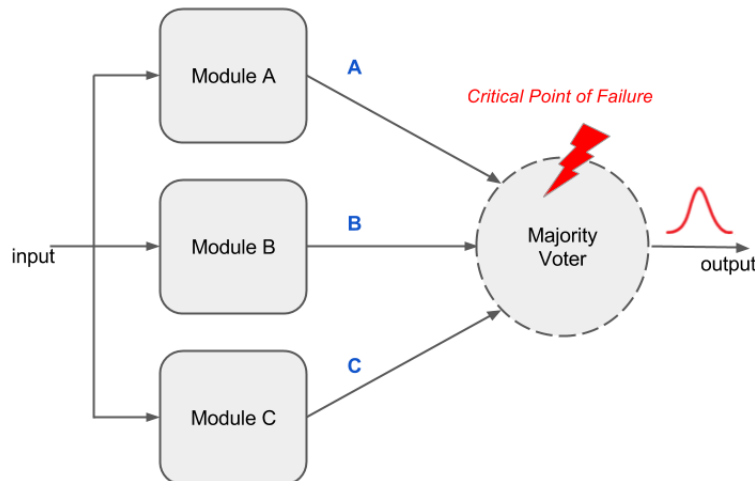 Module A
A
Critical Point of Failure
input
Module B
B
Majority
Voter
output
Module C
C